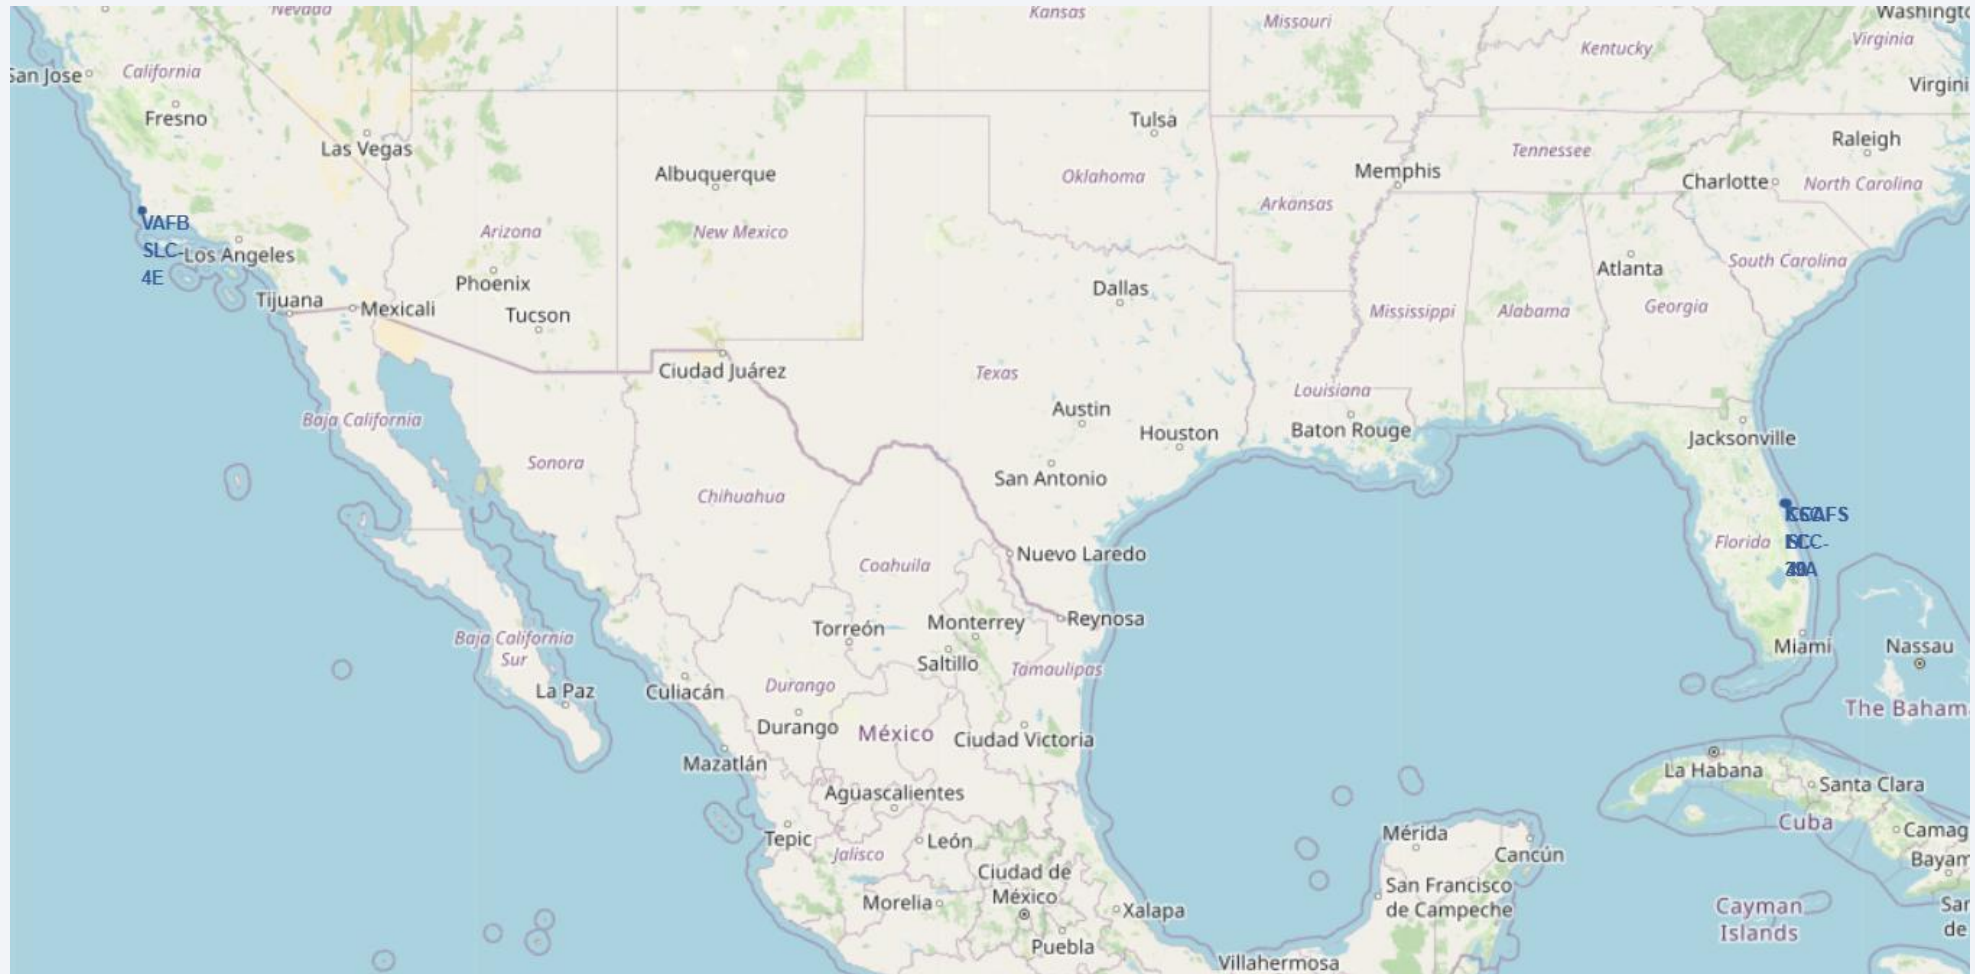 Nevada
Kansas
Missouri
Washingto
Kentucky
Virginia
San Jose
California
Virgini
Fresno
Tulsa
Las Vegas
Raleigh
Tennessee
Albuquerque
Memphis
Oklahoma
Charlotte
North Carolina
Arkansas
VAFB
SLC-
4E
Arizona
New Mexico
Los Angeles
South Carolina
Atlanta
Phoenix
Dallas
Tijuana
Mexicali
Tucson
Mississippi
Alabama
Georgia
Ciudad Juárez
Texas
Louisiana
Baja California
Austin
Houston
Baton Rouge
Jacksonville
Sonora
San Antonio
Chihuahua
Florida
Nuevo Laredo
Coahuila
Reynosa
Torreón
Monterrey
Baja California
Sur
Miami
Nassau
Saltillo
Tamaulipas
La Paz
Culiacán
Durango
The Baham
Durango
México
Ciudad Victoria
Mazatlán
La Habana
Santa Clara
Aguascalientes
Cuba
Camag
Tepic
León
Mérida
Jalisco
Cancún
Bayam
Ciudad de
México
San Francisco
de Campeche
Morelia
Xalapa
Cayman
Islands
San
de
Puebla
Villahermosa